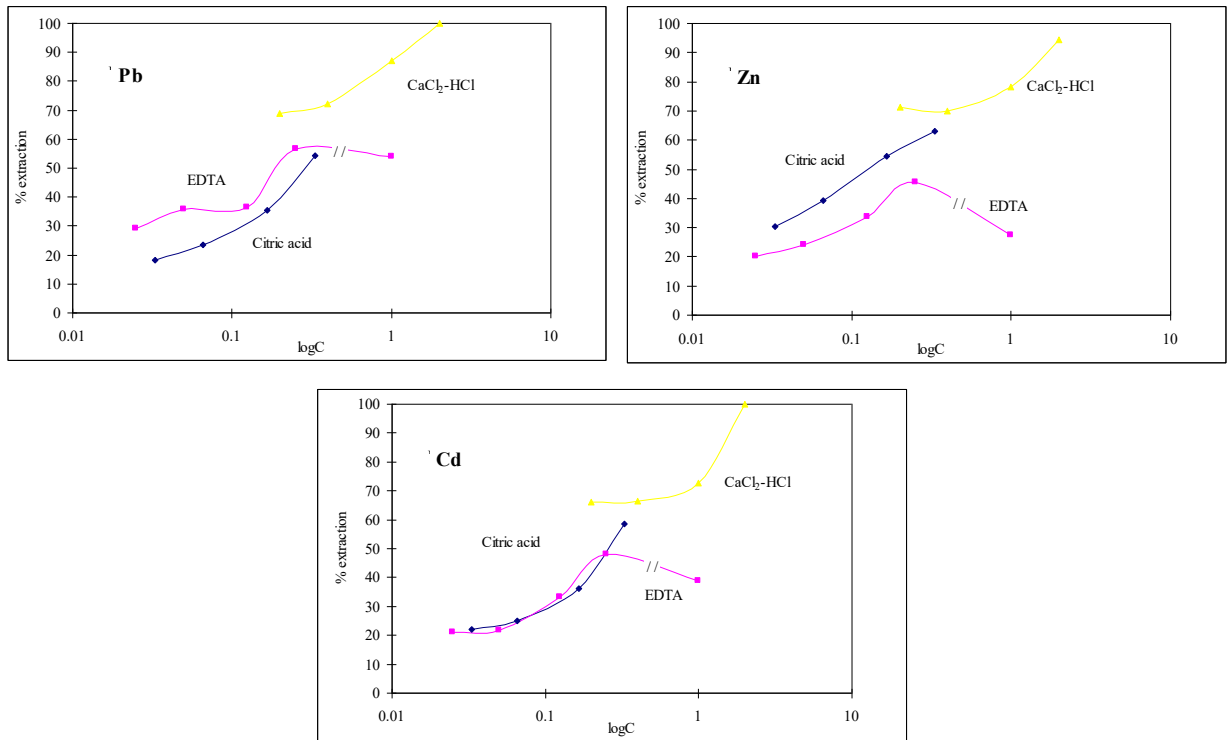 100
90
80
70
60
50
40
30
20
10
0
% extraction
Pb
CaCl₂-HCl
EDTA
Citric acid
//
0.01 0.1 1 10
logC
100
90
80
70
60
50
40
30
20
10
0
% extraction
Zn
CaCl₂-HCl
Citric acid
EDTA
//
0.01 0.1 1 10
logC
100
90
80
70
60
50
40
30
20
10
0
% extraction
Cd
CaCl₂-HCl
Citric acid
//
EDTA
0.01 0.1 1 10
logC